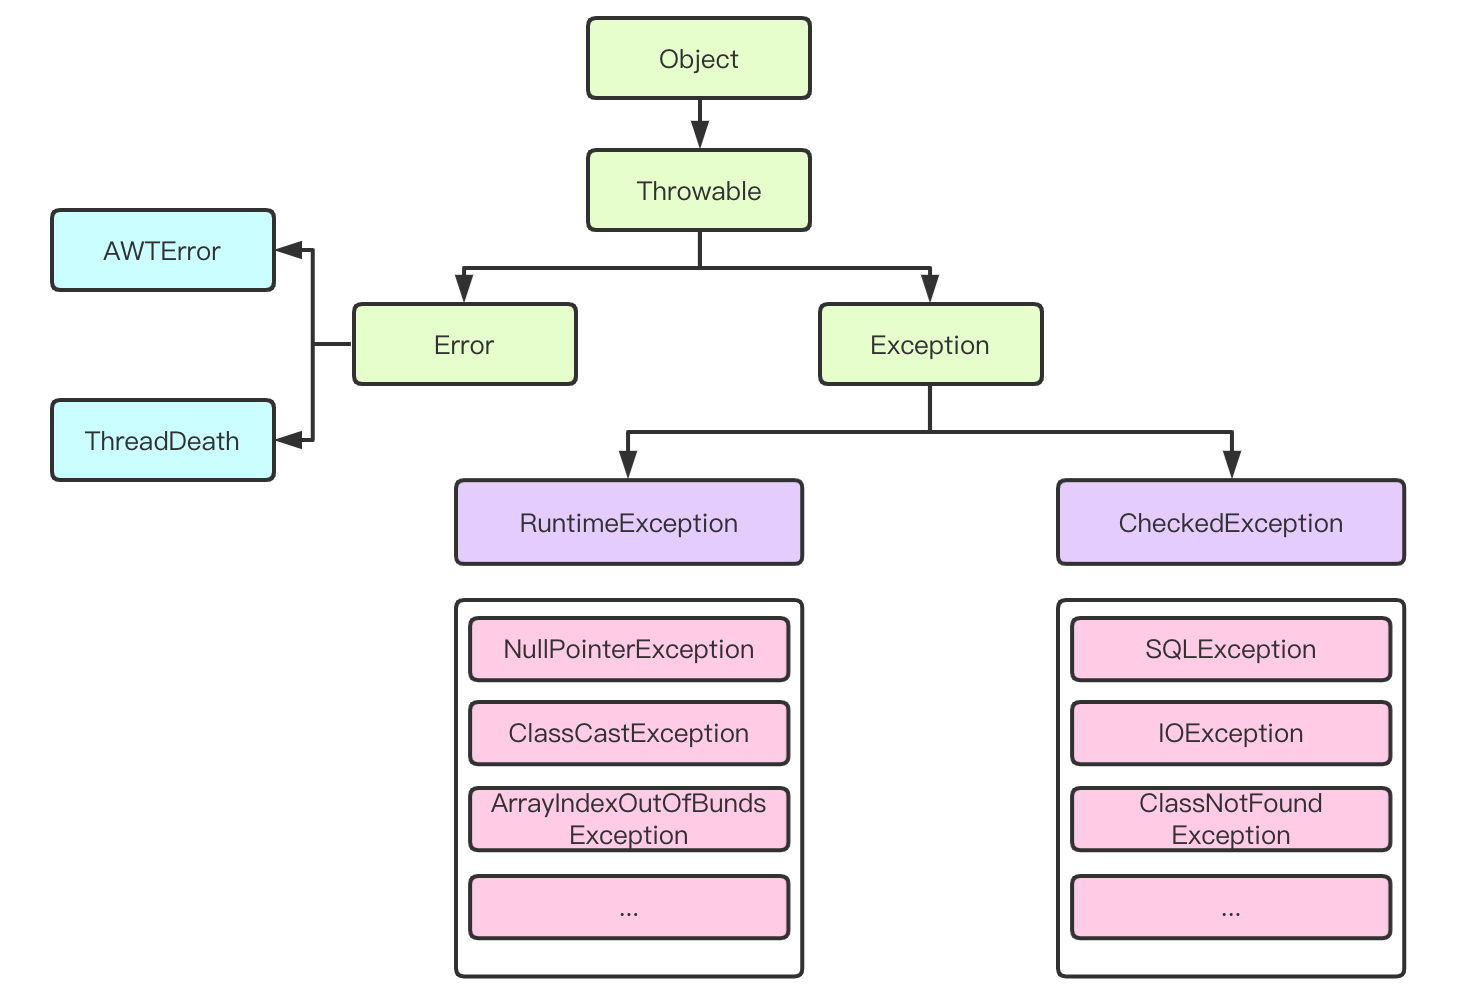 Object
Throwable
AWTError
Error
Exception
ThreadDeath
RuntimeException
CheckedException
NullPointerException
ClassCastException
ArrayIndexOutOfBunds
Exception
...
SQLException
IOException
ClassNotFound
Exception
...